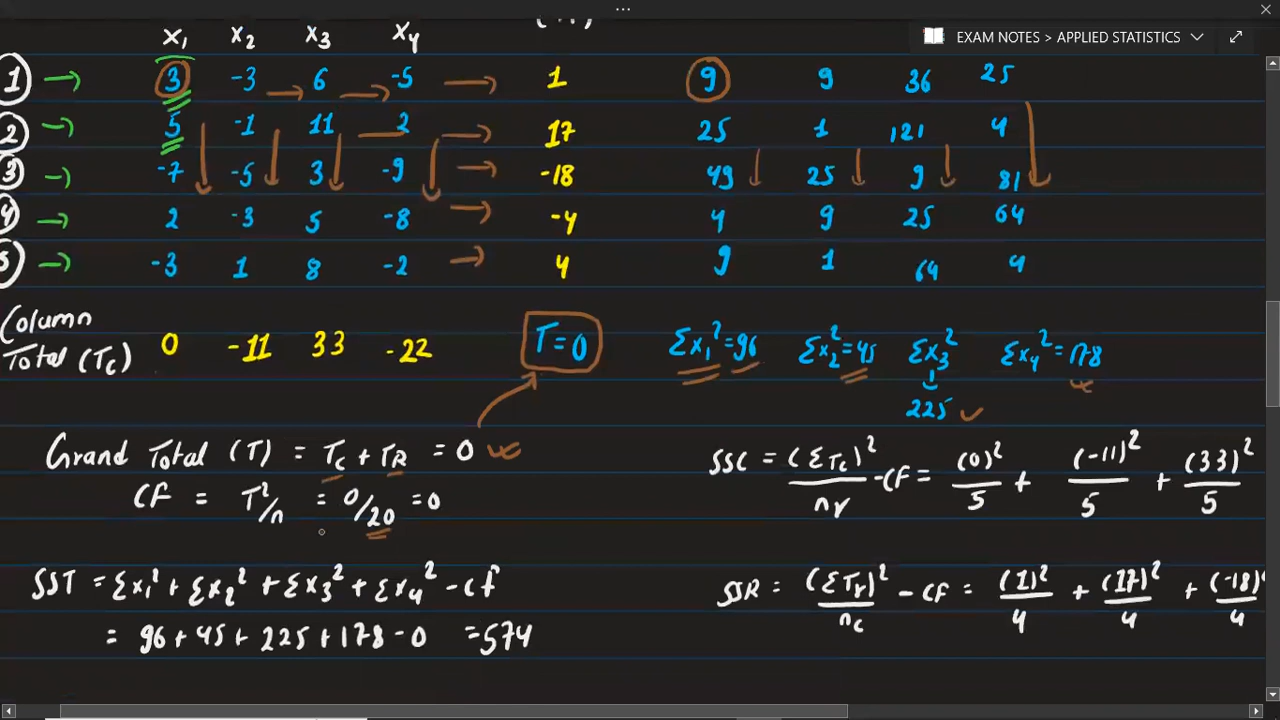 EXAM NOTES > APPLIED STATISTICS
x₁ x₂ x₃ x₄
① → 3 -3 → 6 → -5 → 1 9 9 36 25
② → 5 -1 11 2 → 17 25 1 121 4
③ → -7 -5 3 -9 → -18 49 25 9 81
④ → 2 -3 5 -8 → -4 4 9 25 64
⑤ → -3 1 8 -2 → 4 9 1 64 4
Column
Total (Tc) 0 -11 33 -22 T=0 Σx₁²=96 Σx₂²=45 Σx₃² Σx₄²=178
225
Grand Total (T) = Tc + TR = 0
CF = T²/n = 0/20 = 0
SSC = (ΣTc)²/nr - CF = (0)²/5 + (-11)²/5 + (33)²/5
SST = Σx₁² + Σx₂² + Σx₃² + Σx₄² - cf
= 96 + 45 + 225 + 178 - 0 = 574
SSR = (ΣTr)²/nc - CF = (1)²/4 + (17)²/4 + (-18)²/4